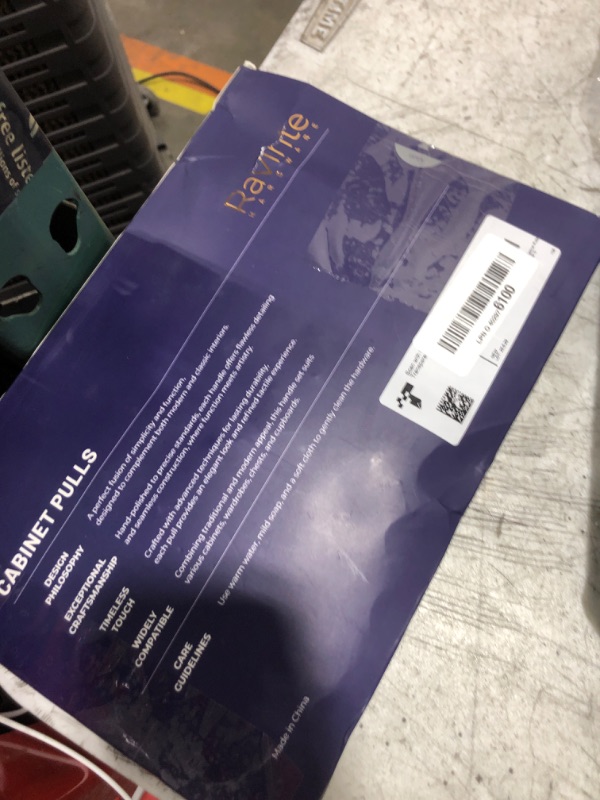 Ravinte
CABINET PULLS
DESIGN
PHILOSOPHY
A perfect fusion of simplicity and function,
designed to complement both modern and classic interiors.
EXCEPTIONAL
CRAFTSMANSHIP
Hand-polished to precise standards, each handle offers flawless detailing
and seamless construction, where function meets artistry.
TIMELESS
TOUCH
Crafted with advanced techniques for lasting durability,
each pull provides an elegant look and refined tactile experience.
WIDELY
COMPATIBLE
Combining traditional and modern appeal, this handle set suits
various cabinets, wardrobes, chests, and cupboards.
CARE
GUIDELINES
Use warm water, mild soap, and a soft cloth to gently clean the hardware.
Made in China
6100
Scan with
Transparency
free